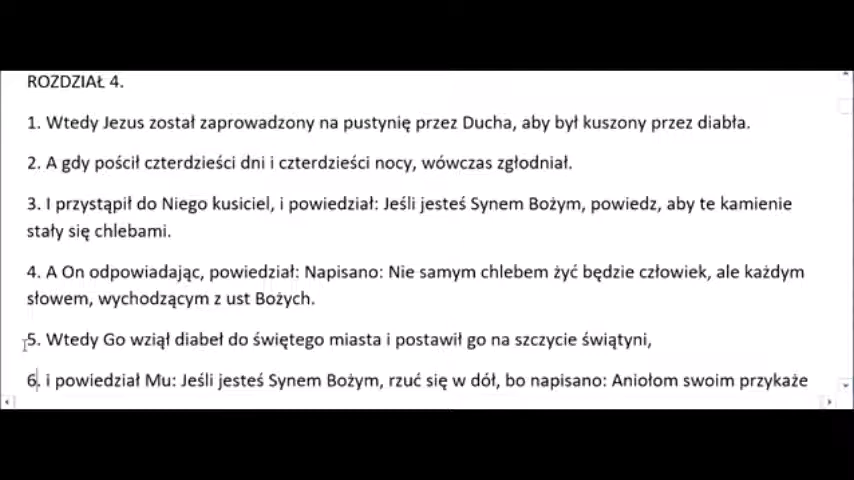 ROZDZIAŁ 4.
1. Wtedy Jezus został zaprowadzony na pustynię przez Ducha, aby był kuszony przez diabła.
2. A gdy pościł czterdzieści dni i czterdzieści nocy, wówczas zgłodniał.
3. I przystąpił do Niego kusiciel, i powiedział: Jeśli jesteś Synem Bożym, powiedz, aby te kamienie
stały się chlebami.
4. A On odpowiadając, powiedział: Napisano: Nie samym chlebem żyć będzie człowiek, ale każdym
słowem, wychodzącym z ust Bożych.
5. Wtedy Go wziął diabeł do świętego miasta i postawił go na szczycie świątyni,
6. i powiedział Mu: Jeśli jesteś Synem Bożym, rzuć się w dół, bo napisano: Aniołom swoim przykaże